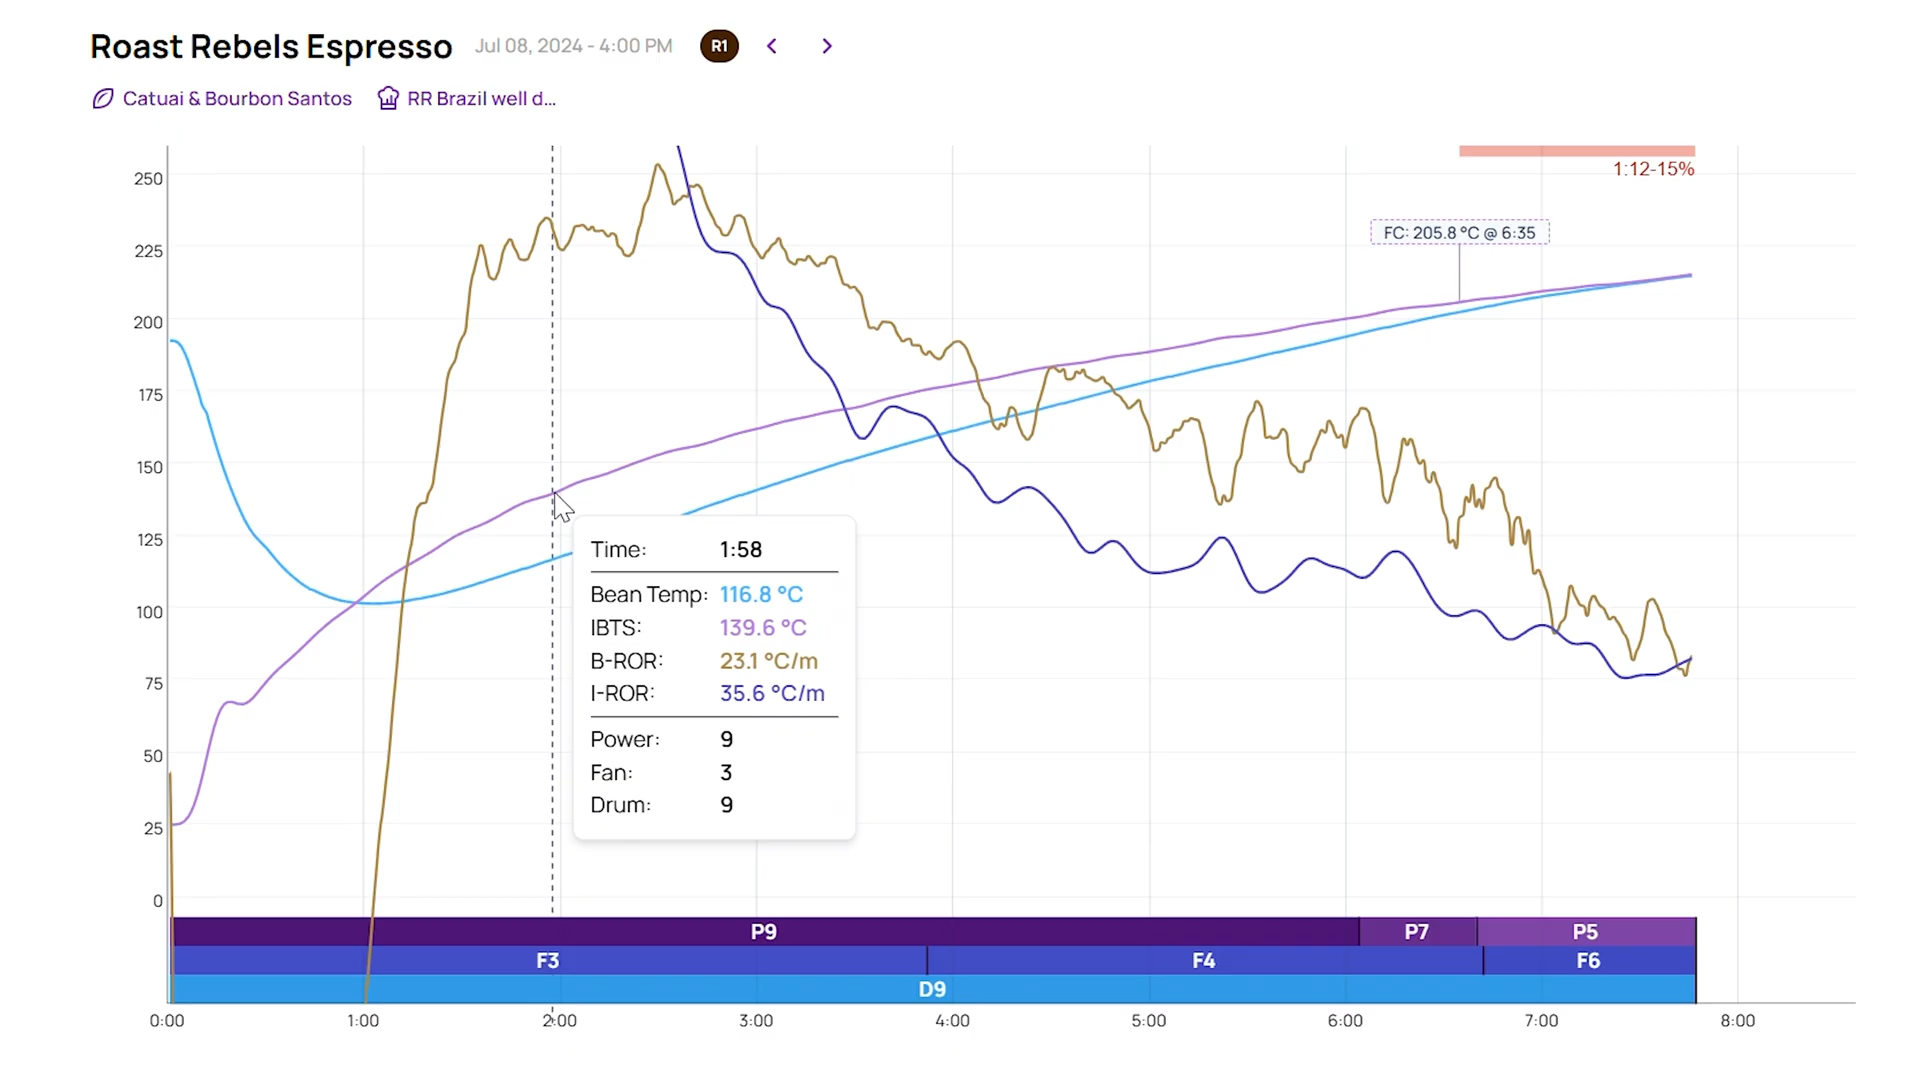 Roast Rebels Espresso Jul 08, 2024 - 4:00 PM R1
Catuai & Bourbon Santos RR Brazil well d...
1:12-15%
FC: 205.8 °C @ 6:35
250
225
200
175
150
125
100
75
50
25
0
Time: 1:58
Bean Temp: 116.8 °C
IBTS: 139.6 °C
B-ROR: 23.1 °C/m
I-ROR: 35.6 °C/m
Power: 9
Fan: 3
Drum: 9
P9 P7 P5
F3 F4 F6
D9
0:00 1:00 2:00 3:00 4:00 5:00 6:00 7:00 8:00